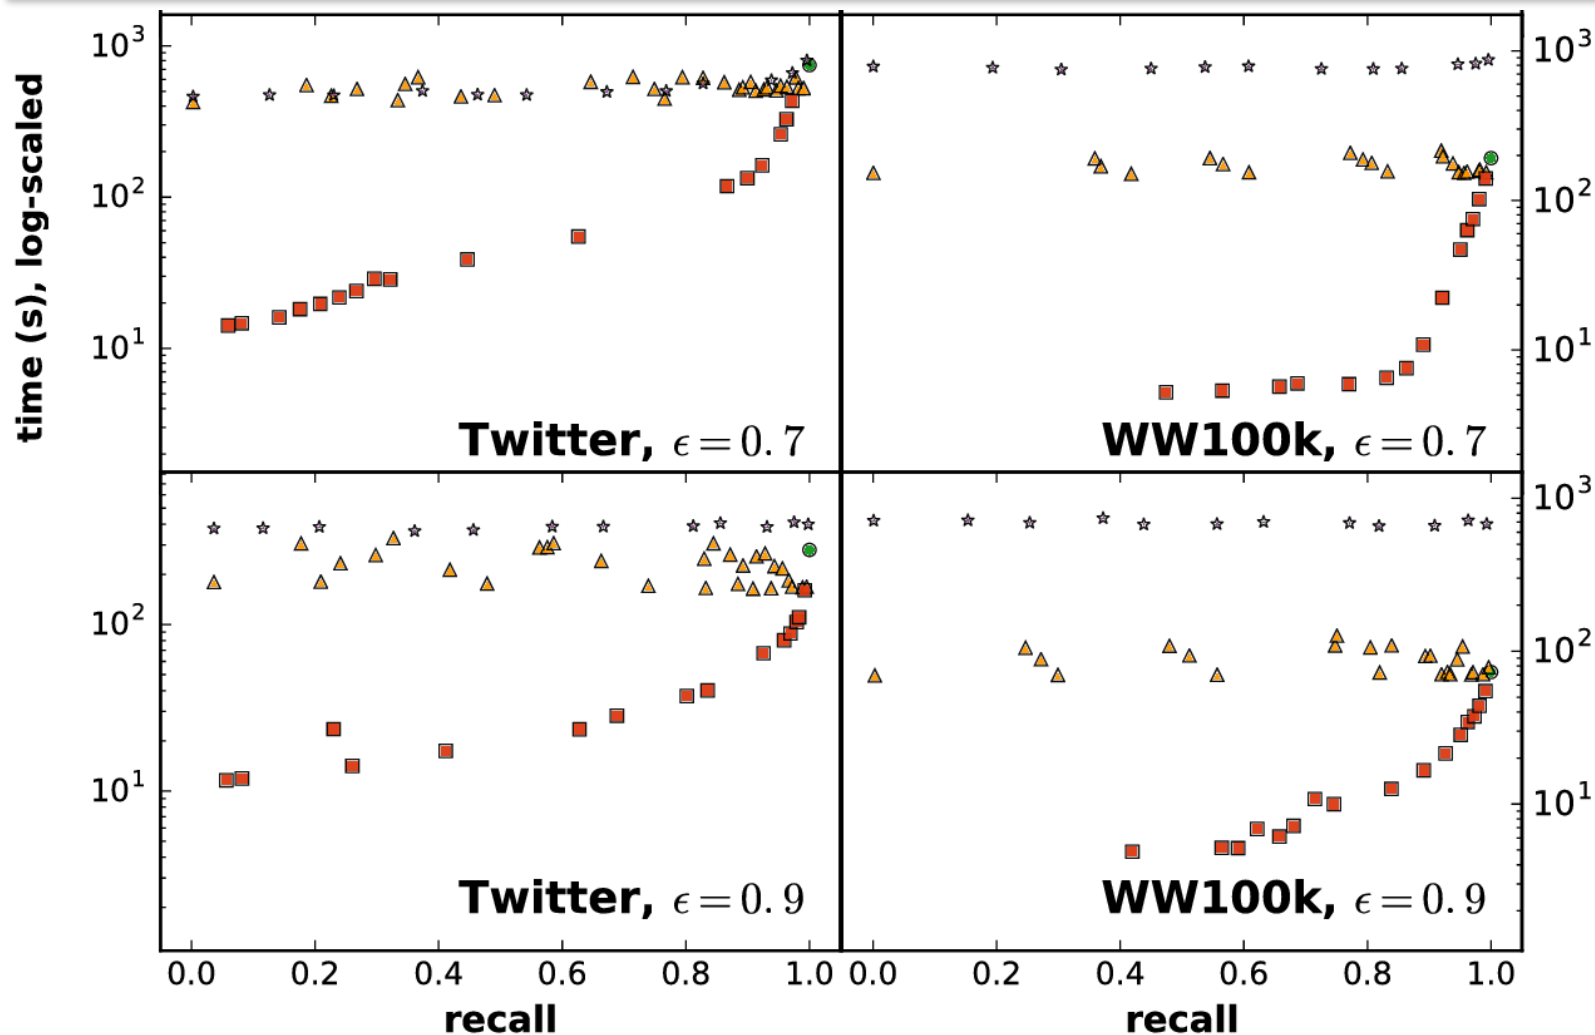 time (s), log-scaled
10³
10²
10¹
Twitter, ϵ = 0.7
10³
10²
10¹
WW100k, ϵ = 0.7
10²
10¹
Twitter, ϵ = 0.9
10³
10²
10¹
WW100k, ϵ = 0.9
0.0 0.2 0.4 0.6 0.8 1.0
0.0 0.2 0.4 0.6 0.8 1.0
recall
recall